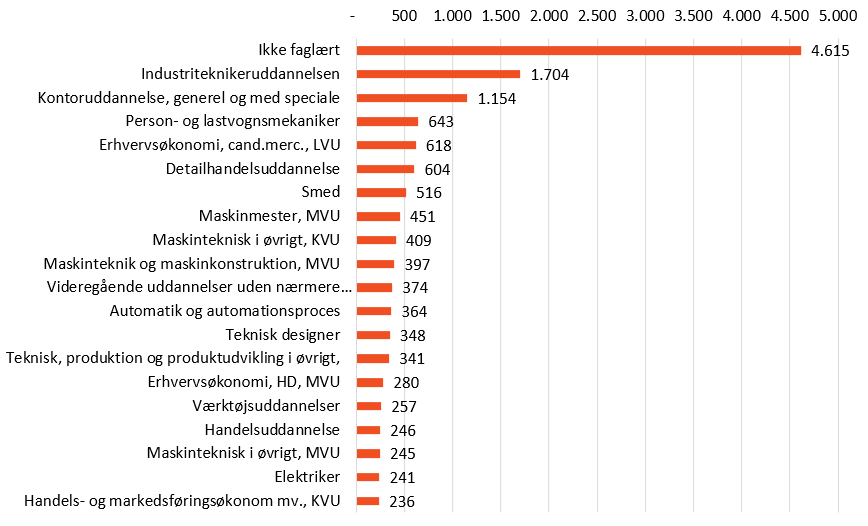 - 500 1.000 1.500 2.000 2.500 3.000 3.500 4.000 4.500 5.000
Ikke faglært 4.615
Industriteknikeruddannelsen 1.704
Kontoruddannelse, generel og med speciale 1.154
Person- og lastvognsmekaniker 643
Erhvervsøkonomi, cand.merc., LVU 618
Detailhandelsuddannelse 604
Smed 516
Maskinmester, MVU 451
Maskinteknisk i øvrigt, KVU 409
Maskinteknik og maskinkonstruktion, MVU 397
Videregående uddannelser uden nærmere... 374
Automatik og automationsproces 364
Teknisk designer 348
Teknisk, produktion og produktudvikling i øvrigt, 341
Erhvervsøkonomi, HD, MVU 280
Værktøjsuddannelser 257
Handelsuddannelse 246
Maskinteknisk i øvrigt, MVU 245
Elektriker 241
Handels- og markedsføringsøkonom mv., KVU 236